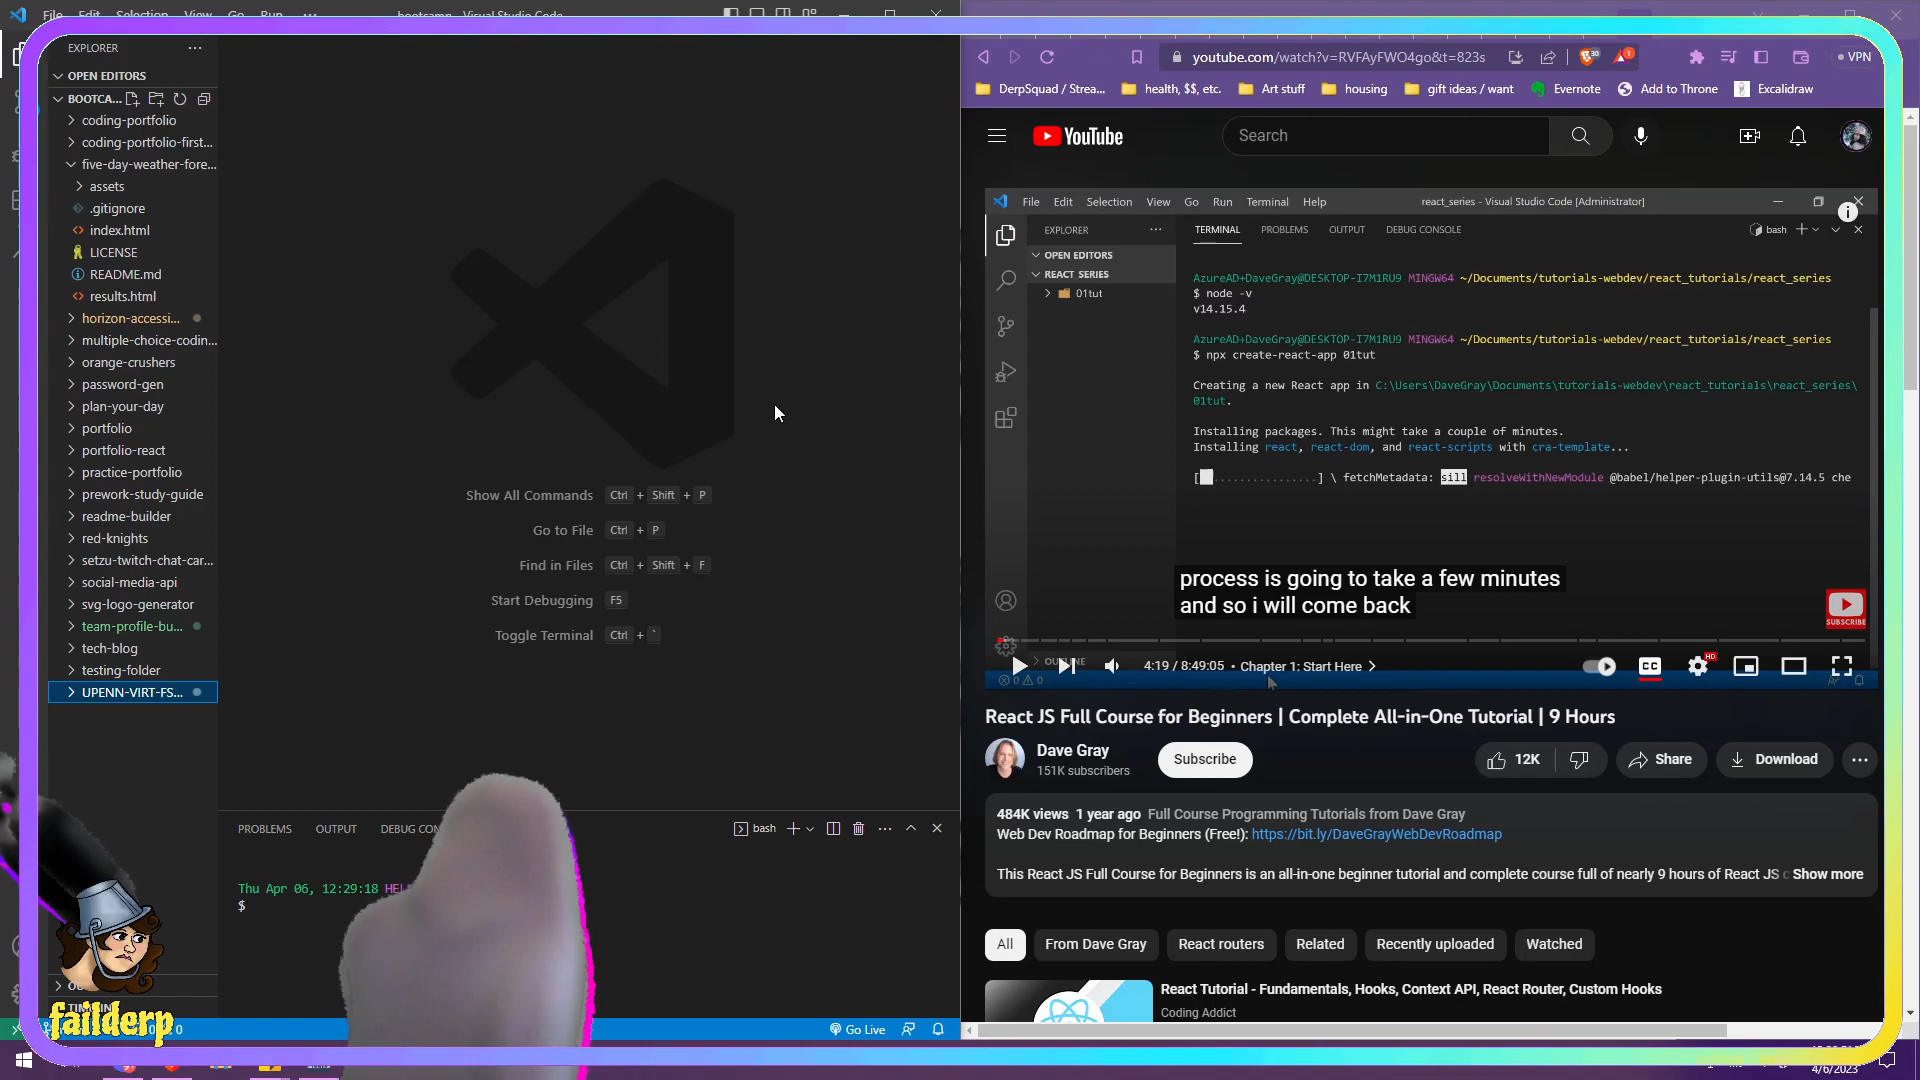 File Edit Selection View Go Run ...
bootcamp - Visual Studio Code
EXPLORER
OPEN EDITORS
BOOTCA...
coding-portfolio
coding-portfolio-first...
five-day-weather-fore...
assets
.gitignore
index.html
LICENSE
README.md
results.html
horizon-accessi...
multiple-choice-codin...
orange-crushers
password-gen
plan-your-day
portfolio
portfolio-react
practice-portfolio
prework-study-guide
readme-builder
red-knights
setzu-twitch-chat-car...
social-media-api
svg-logo-generator
team-profile-bu...
tech-blog
testing-folder
UPENN-VIRT-FS...
Show All Commands Ctrl + Shift + P
Go to File Ctrl + P
Find in Files Ctrl + Shift + F
Start Debugging F5
Toggle Terminal Ctrl + `
PROBLEMS OUTPUT DEBUG CON
bash
Thu Apr 06, 12:29:18
$
failderp
0
Go Live
youtube.com/watch?v=RVFAyFWO4go&t=823s
30
1
VPN
DerpSquad / Strea... health, $$, etc. Art stuff housing gift ideas / want Evernote Add to Throne Excalidraw
YouTube
Search
File Edit Selection View Go Run Terminal Help
react_series - Visual Studio Code [Administrator]
EXPLORER
OPEN EDITORS
REACT SERIES
01tut
TERMINAL PROBLEMS OUTPUT DEBUG CONSOLE
bash
AzureAD+DaveGray@DESKTOP-I7M1RU9 MINGW64 ~/Documents/tutorials-webdev/react_tutorials/react_series
$ node -v
v14.15.4
AzureAD+DaveGray@DESKTOP-I7M1RU9 MINGW64 ~/Documents/tutorials-webdev/react_tutorials/react_series
$ npx create-react-app 01tut
Creating a new React app in C:\Users\DaveGray\Documents\tutorials-webdev\react_tutorials\react_series\
01tut.
Installing packages. This might take a couple of minutes.
Installing react, react-dom, and react-scripts with cra-template...
[ ................] \ fetchMetadata: sill resolveWithNewModule @babel/helper-plugin-utils@7.14.5 che
process is going to take a few minutes
and so i will come back
SUBSCRIBE
OUTLINE
4:19 / 8:49:05 • Chapter 1: Start Here
CC
HD
0 0
React JS Full Course for Beginners | Complete All-in-One Tutorial | 9 Hours
Dave Gray
151K subscribers
Subscribe
12K
Share
Download
484K views 1 year ago Full Course Programming Tutorials from Dave Gray
Web Dev Roadmap for Beginners (Free!): https://bit.ly/DaveGrayWebDevRoadmap
This React JS Full Course for Beginners is an all-in-one beginner tutorial and complete course full of nearly 9 hours of React JS c Show more
All From Dave Gray React routers Related Recently uploaded Watched
React Tutorial - Fundamentals, Hooks, Context API, React Router, Custom Hooks
Coding Addict
4/6/2023